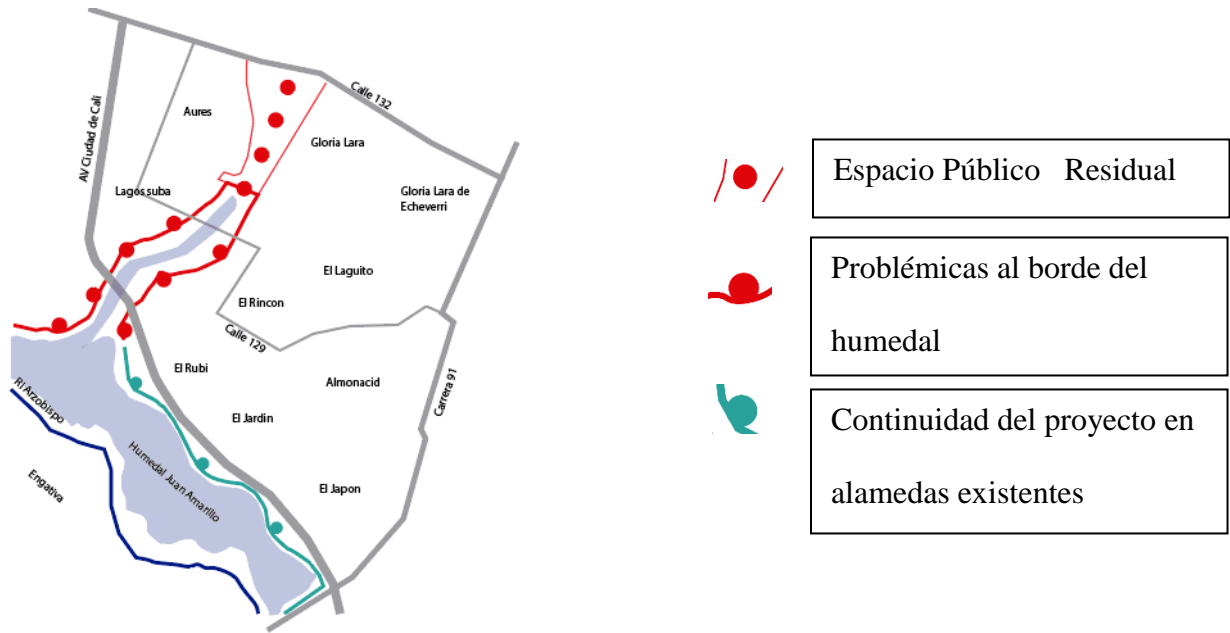 Calle 132
AV Ciudad de Cali
Aures
Gloria Lara
Lagos suba
Gloria Lara de
Echeverri
El Laguito
El Rincon
Calle 129
El Rubi
Almonacid
Carrera 91
RI Arzobispo
El Jardin
Humedal Juan Amarillo
Engativa
El Japon
Espacio Público Residual
Problémicas al borde del
humedal
Continuidad del proyecto en
alamedas existentes